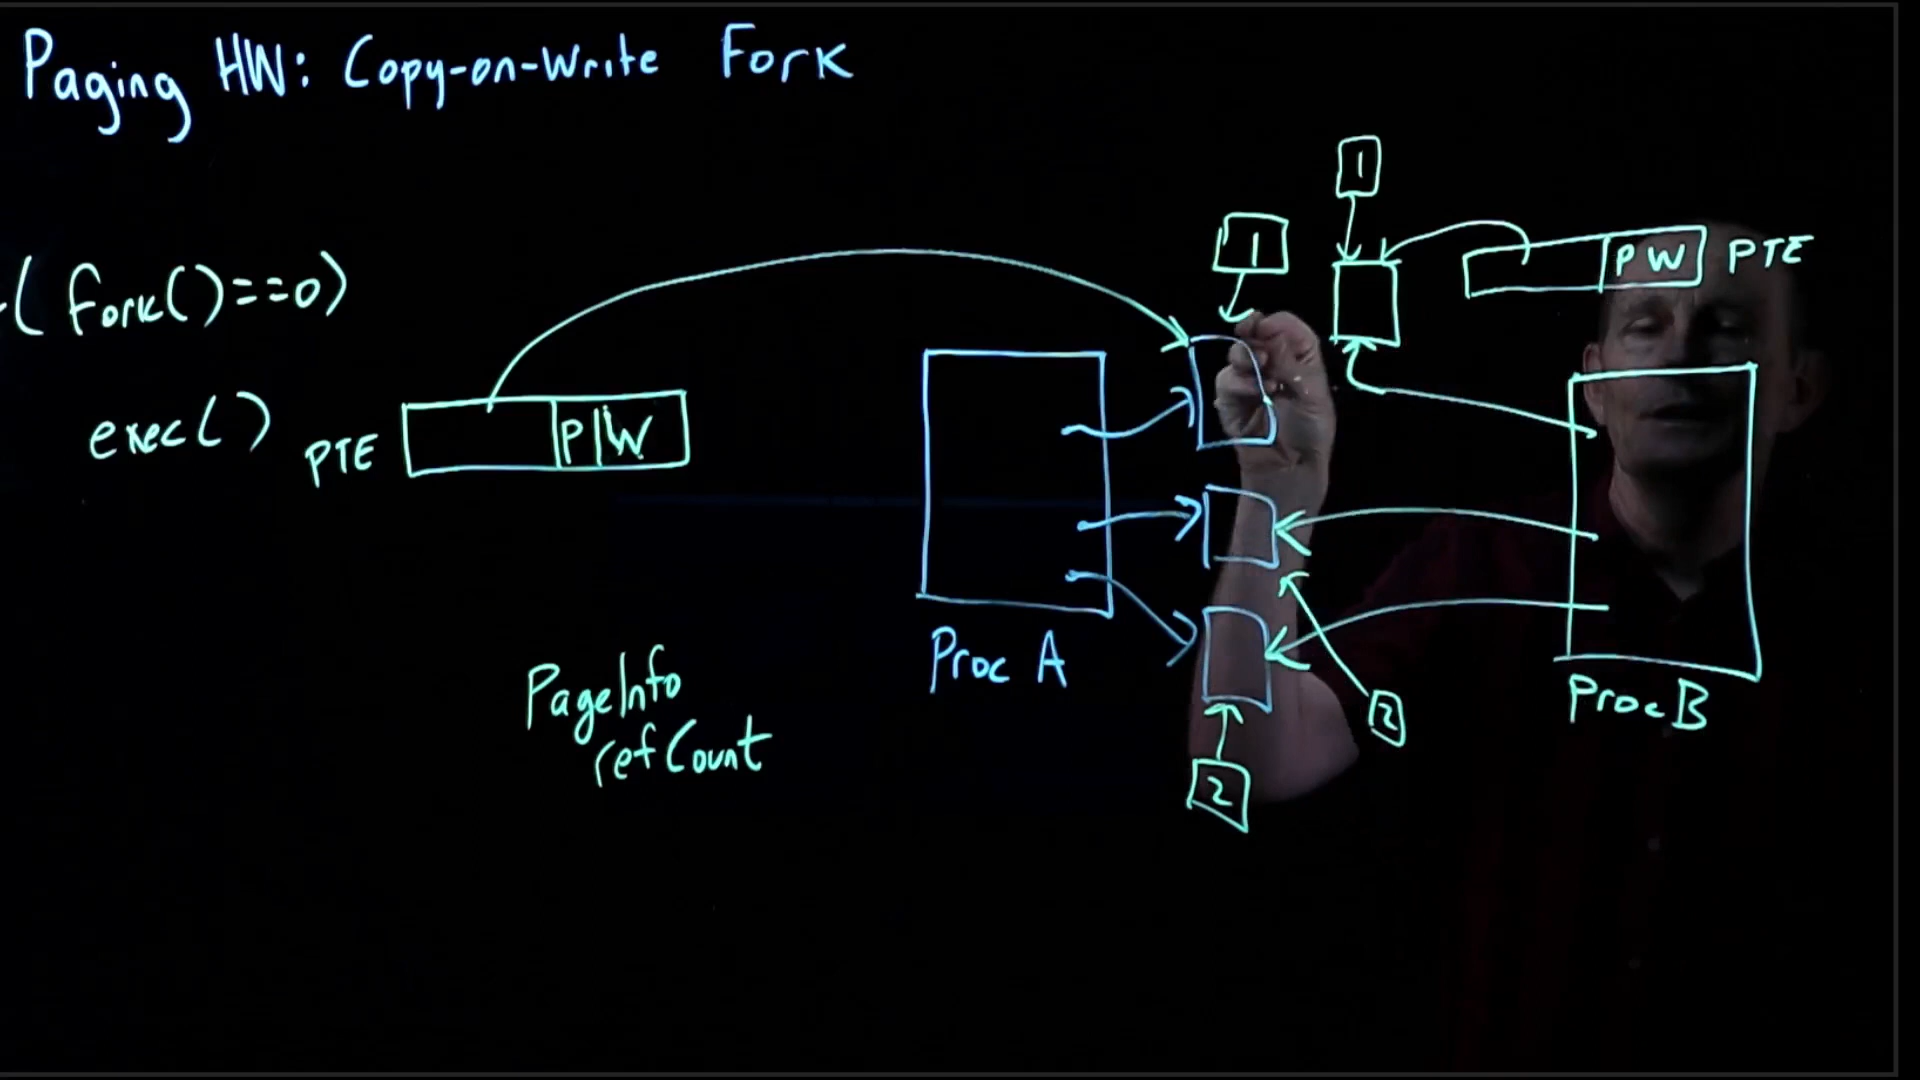 Paging HW: Copy-on-Write Fork
( fork()==0)
exec()
PTE P W
PageInfo
refCount
Proc A
1
1
P W PTE
2
2
Proc B